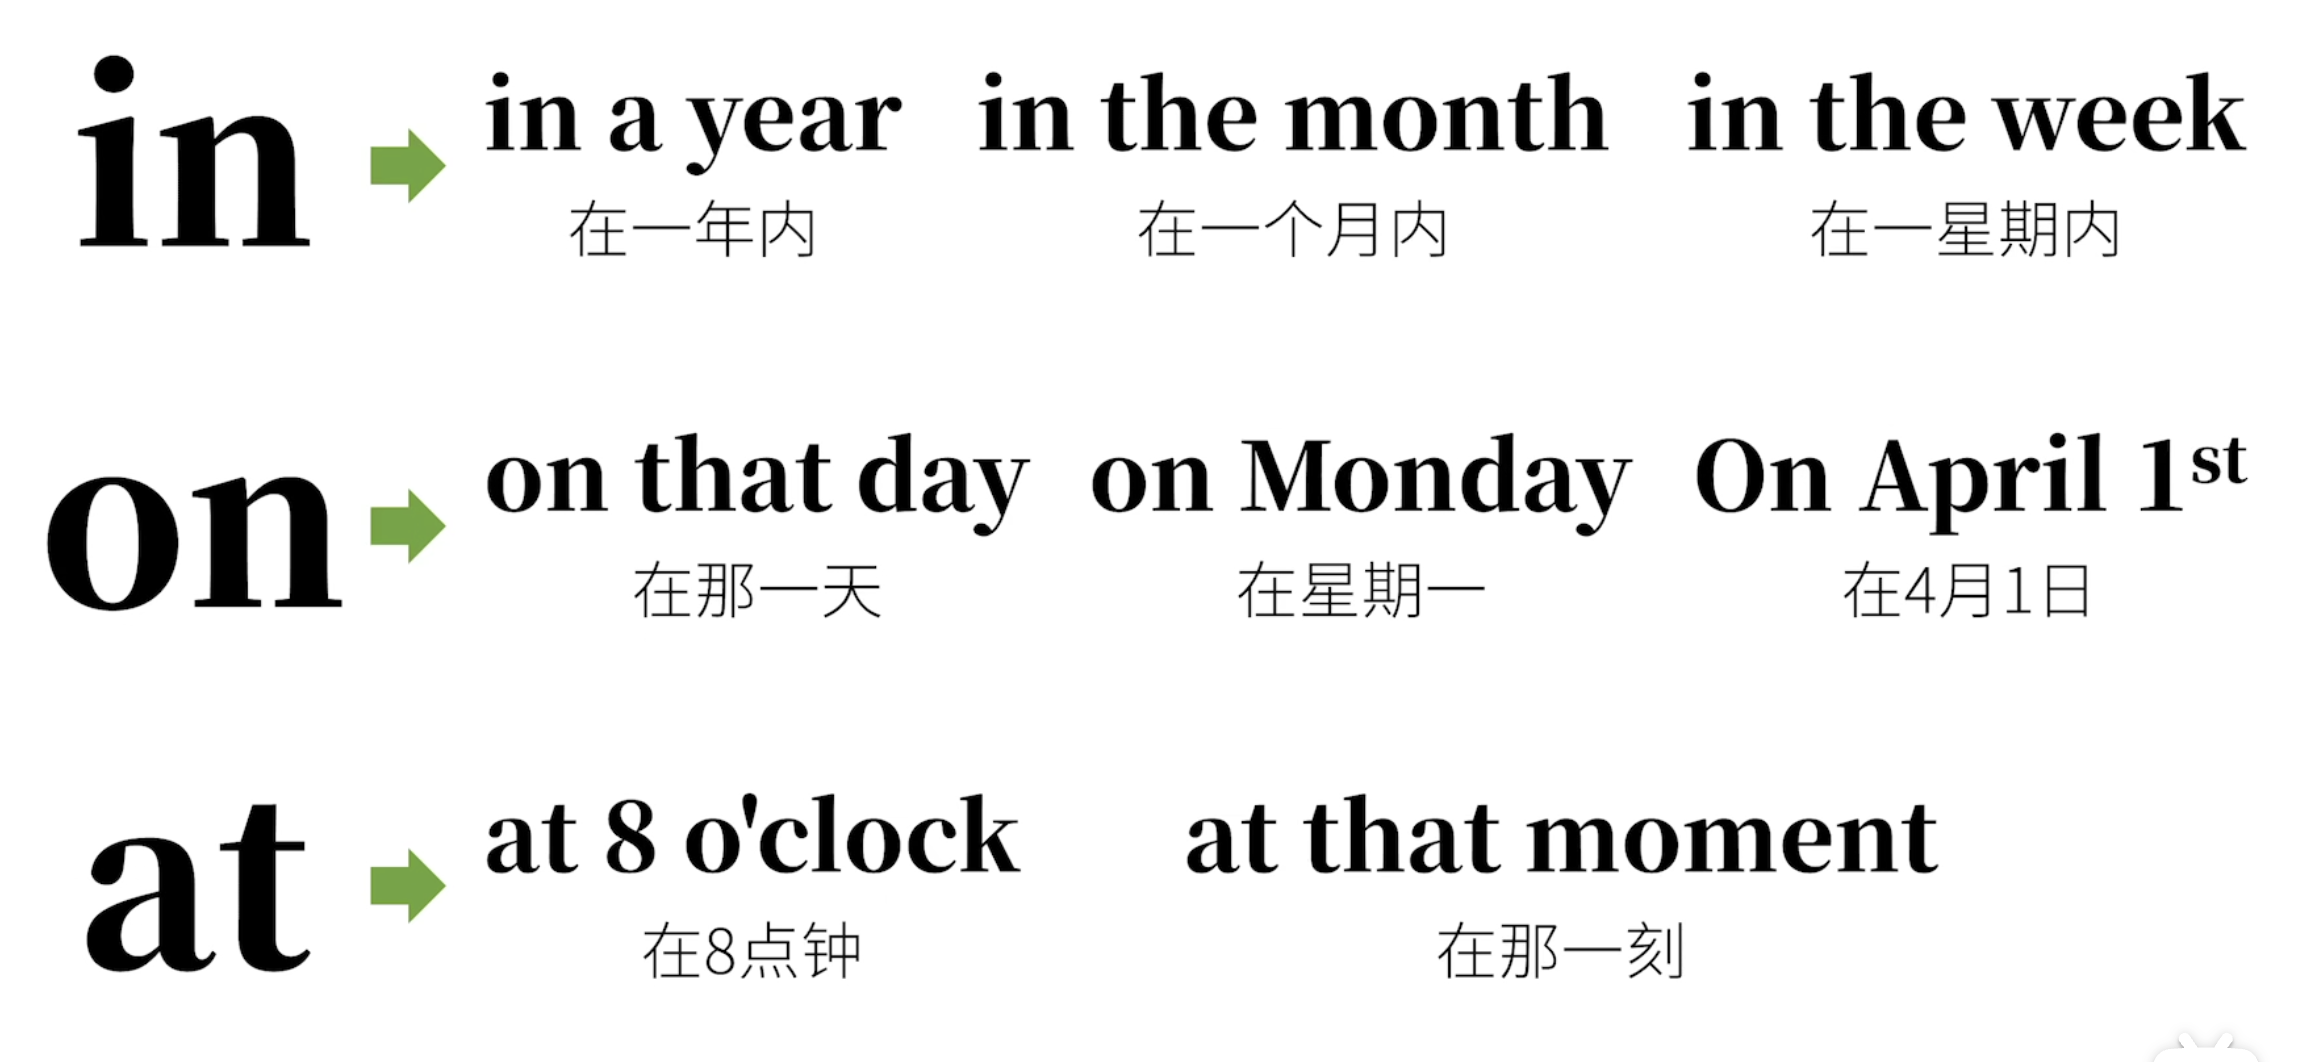 in
in a year in the month in the week
在一年内 在一个月内 在一星期内
on
on that day on Monday On April 1st
在那一天 在星期一 在4月1日
at
at 8 o'clock at that moment
在8点钟 在那一刻